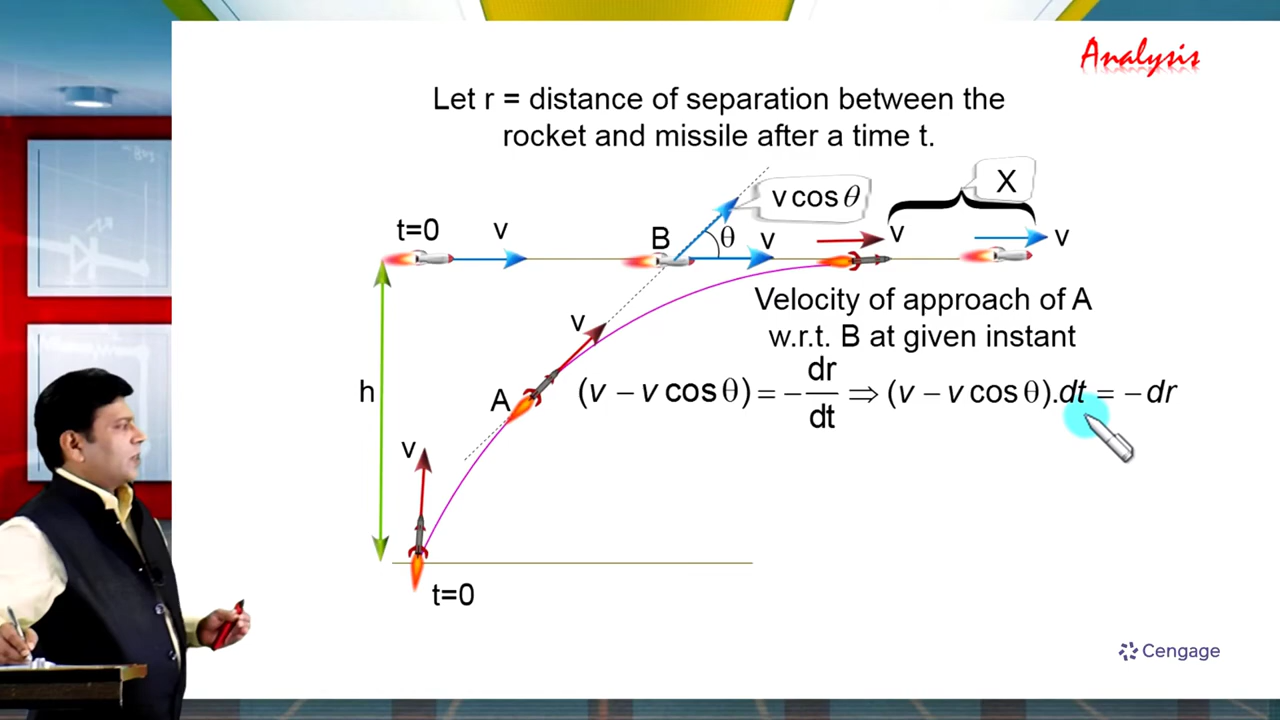 Analysis
Let r = distance of separation between the
rocket and missile after a time t.
v cos θ
X
t=0
v
B
θ
v
v
v
Velocity of approach of A
w.r.t. B at given instant
v
h
A
(v – v cos θ) = – dr/dt ⇒ (v – v cos θ).dt = – dr
v
t=0
Cengage